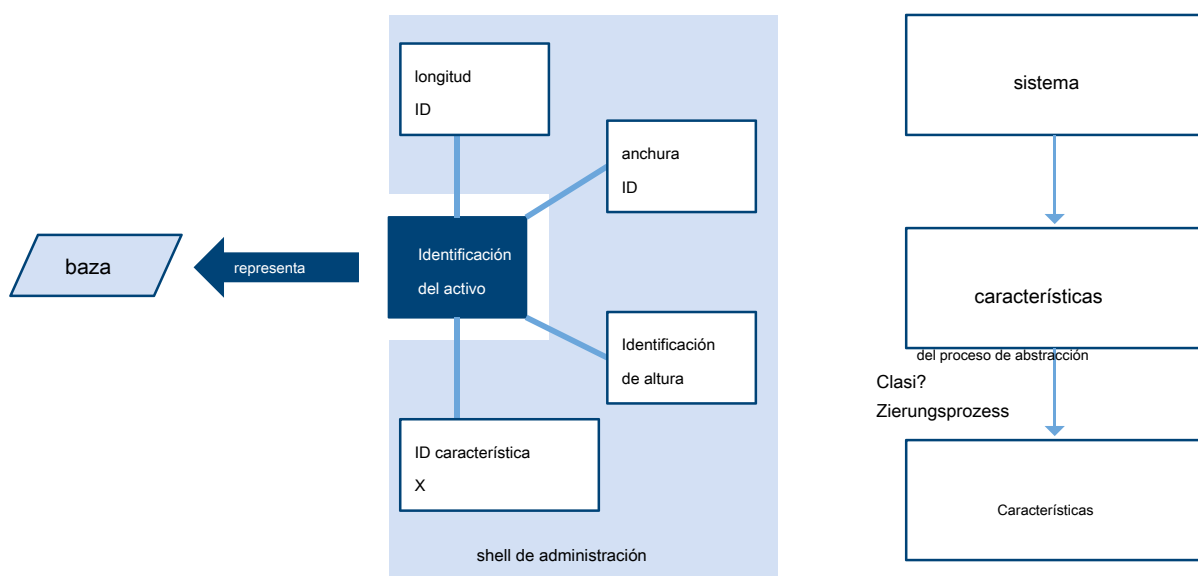 longitud
ID
anchura
ID
Identificación
del activo
baza
representa
Identificación
de altura
ID característica
X
shell de administración
sistema
características
del proceso de abstracción
Clasi?
Zierungsprozess
Características